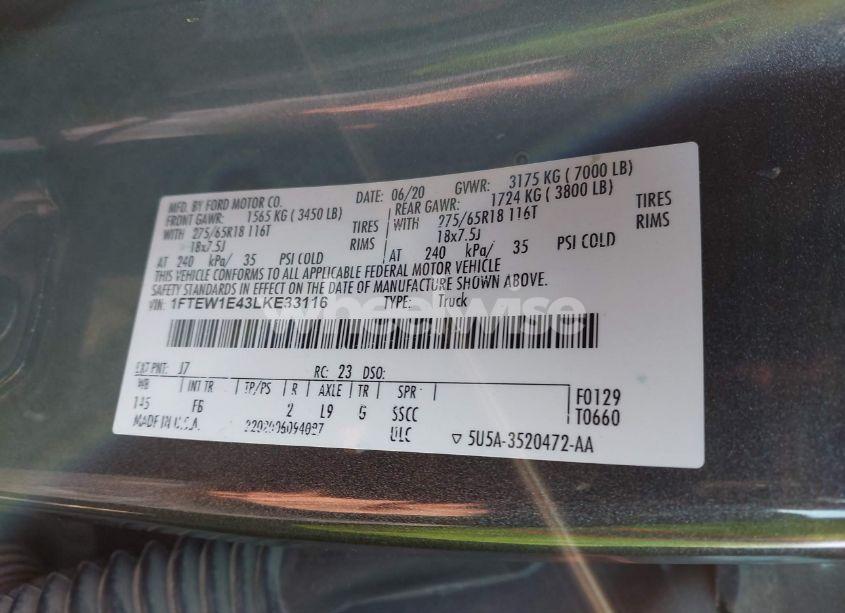 MFD. BY FORD MOTOR CO. DATE: 06/20 GVWR: 3175 KG ( 7000 LB)
FRONT GAWR: 1565 KG ( 3450 LB) REAR GAWR: 1724 KG ( 3800 LB)
WITH 275/65R18 116T TIRES WITH 275/65R18 116T TIRES
18x7.5J RIMS 18x7.5J RIMS
AT 240 kPa/ 35 PSI COLD AT 240 kPa/ 35 PSI COLD
THIS VEHICLE CONFORMS TO ALL APPLICABLE FEDERAL MOTOR VEHICLE
SAFETY STANDARDS IN EFFECT ON THE DATE OF MANUFACTURE SHOWN ABOVE.
VIN: 1FTEW1E43LKE33116 TYPE: Truck
wheelwise
EXT PNT: J7 RC: 23 DSO:
WB INT TR TP/PS R AXLE TR SPR F0129
145 FB 2 L9 G SSCC T0660
MADE IN U.S.A. ULC 5U5A-3520472-AA